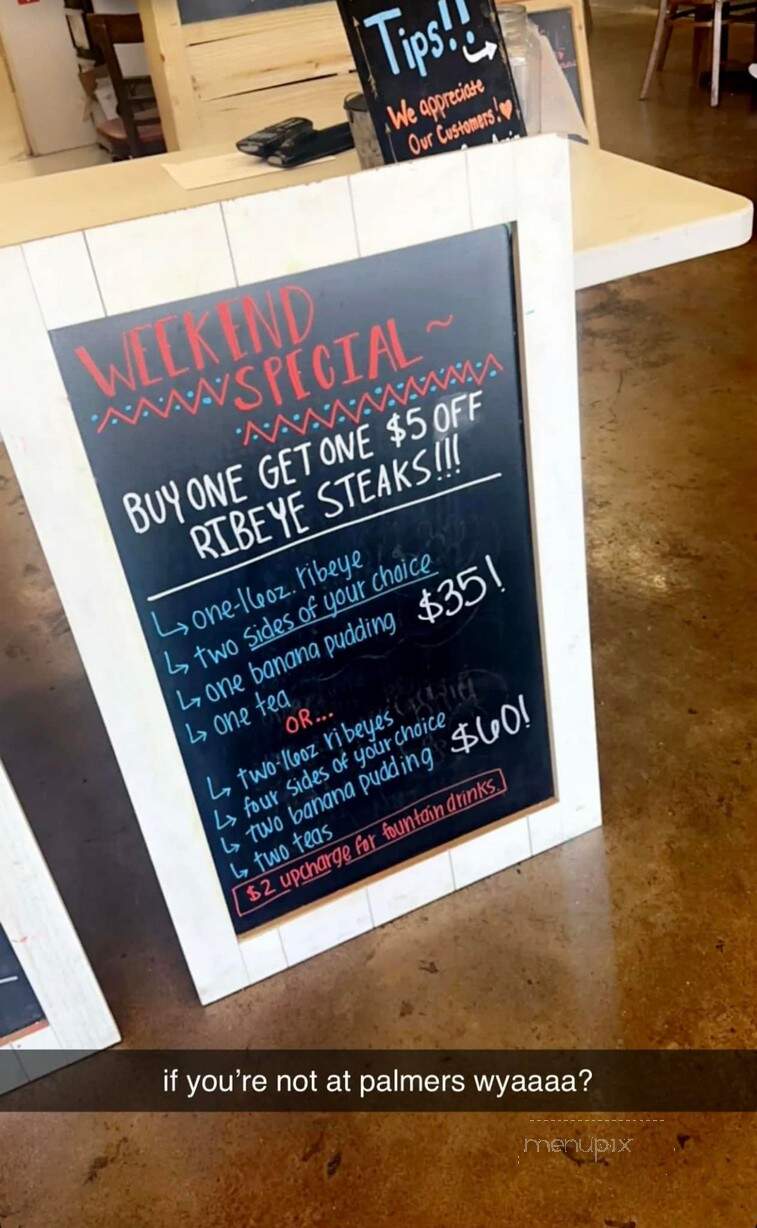 Tips!!
We appreciate
Our Customers!
WEEKEND
SPECIAL~
BUY ONE GET ONE $5 OFF
RIBEYE STEAKS!!!
↳ one-16oz. ribeye
↳ two sides of your choice
↳ one banana pudding $35!
↳ one tea
OR...
↳ two-16oz ribeyes
↳ four sides of your choice
↳ two banana pudding $60!
↳ two teas
$2 upcharge for fountain drinks.
if you're not at palmers wyaaaa?
menupix